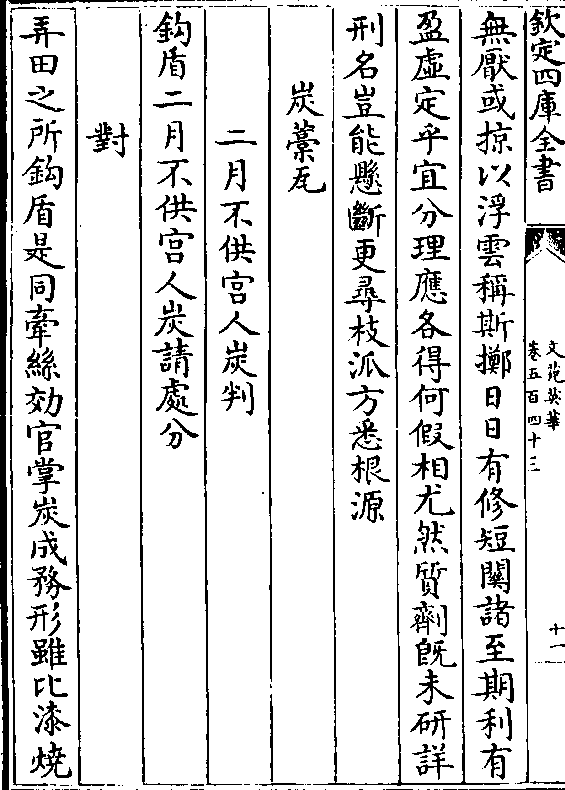 欽定四庫全書
文苑英華
卷五百四十三
十一
無厭或掠以浮雲稱斯擲日日有修短闗諸至期利有
盈虛定乎宜分理應各得何假相尤然質劑既未研詳
刑名豈能懸斷更尋枝派方悉根源
炭藳瓦
二月不供宫人炭判
鈎盾二月不供宫人炭請處分
對
弄田之所鈎盾是同牽絲効官掌炭成務形雖比漆燒